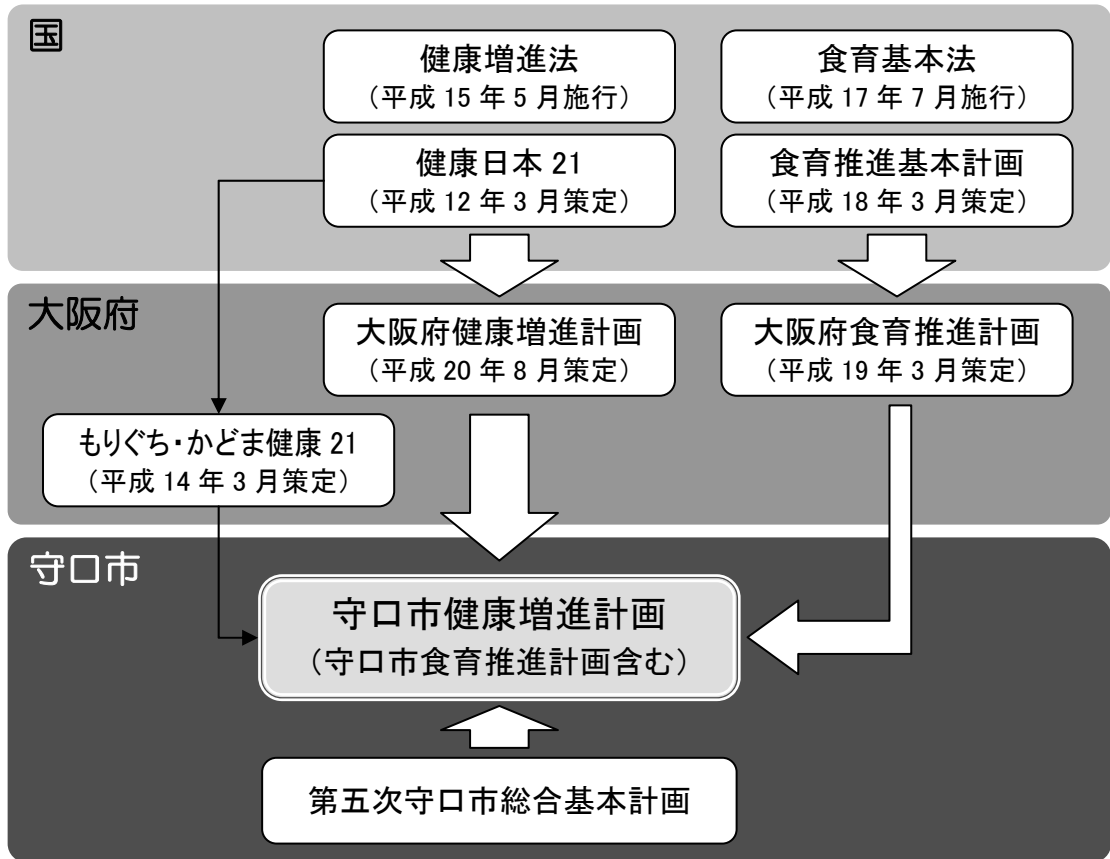 国
健康増進法
（平成 15 年 5 月施行）
食育基本法
（平成 17 年 7 月施行）
健康日本 21
（平成 12 年 3 月策定）
食育推進基本計画
（平成 18 年 3 月策定）
大阪府
大阪府健康増進計画
（平成 20 年 8 月策定）
大阪府食育推進計画
（平成 19 年 3 月策定）
もりぐち・かどま健康 21
（平成 14 年 3 月策定）
守口市
守口市健康増進計画
（守口市食育推進計画含む）
第五次守口市総合基本計画